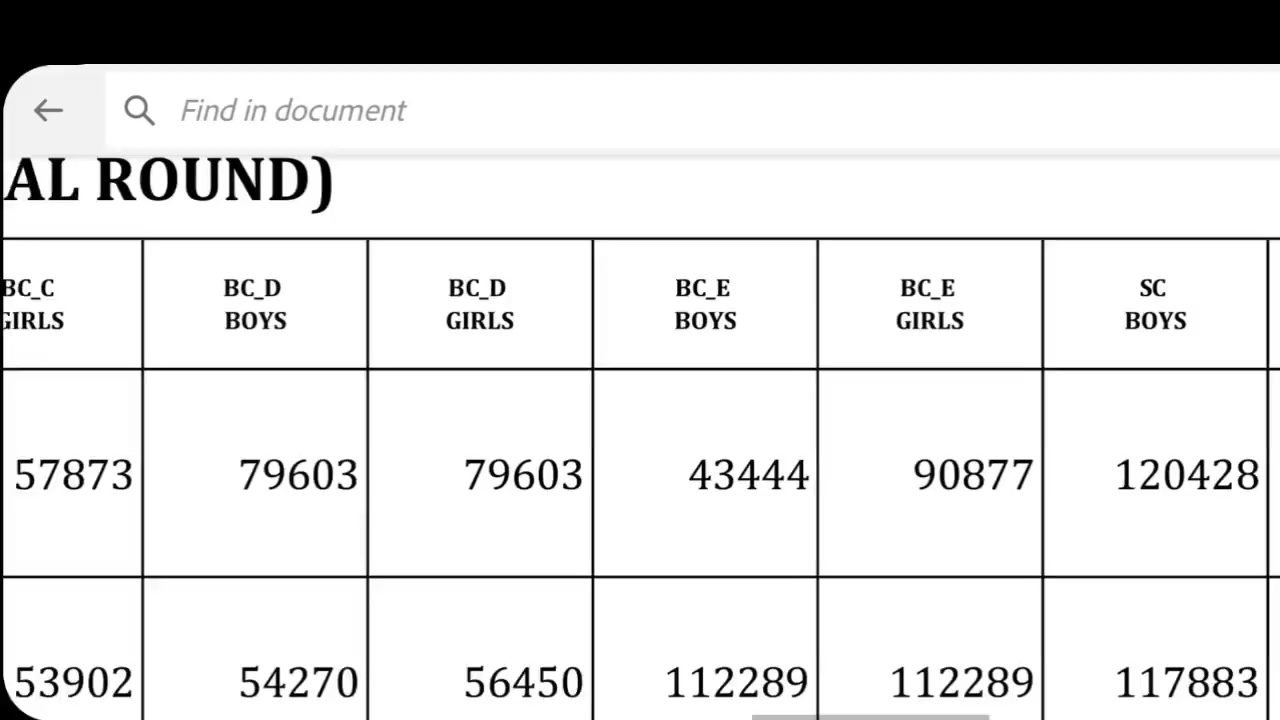 Find in document
AL ROUND)
BC_C GIRLS BC_D BOYS BC_D GIRLS BC_E BOYS BC_E GIRLS SC BOYS
57873 79603 79603 43444 90877 120428
53902 54270 56450 112289 112289 117883